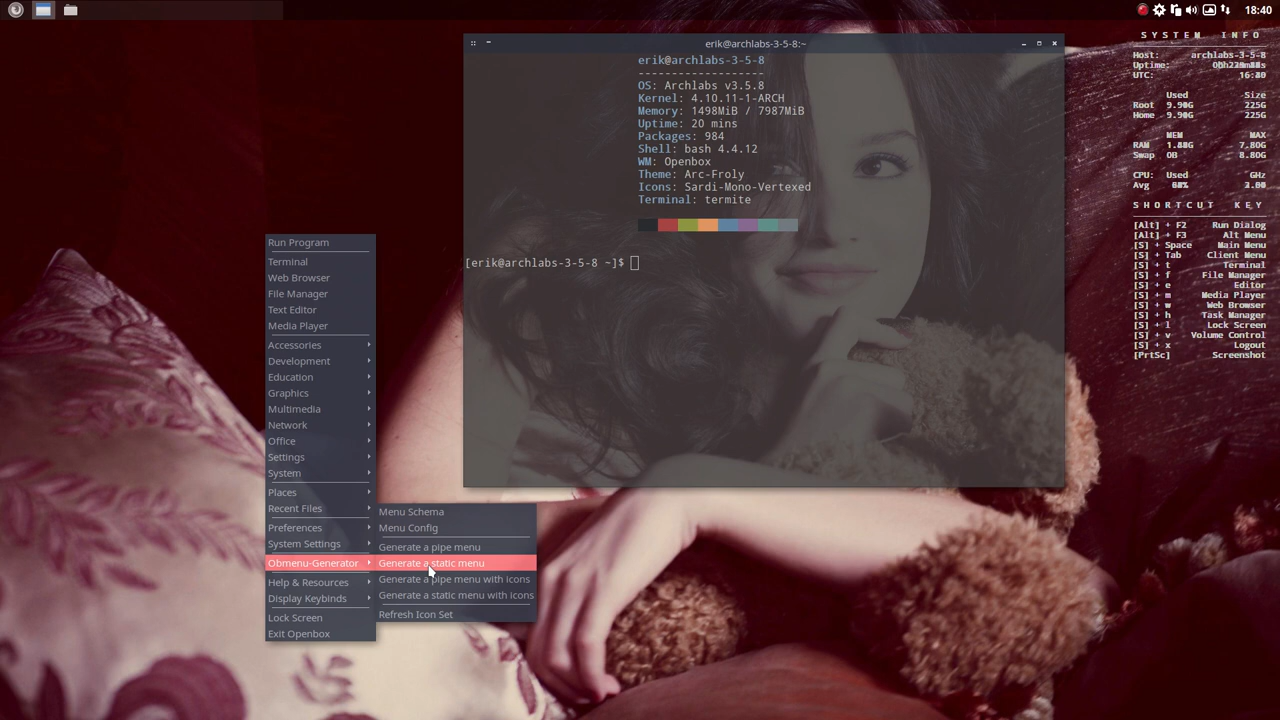 18:40
erik@archlabs-3-5-8:~
erik@archlabs-3-5-8
-------------------
OS: Archlabs v3.5.8
Kernel: 4.10.11-1-ARCH
Memory: 1498MiB / 7987MiB
Uptime: 20 mins
Packages: 984
Shell: bash 4.4.12
WM: Openbox
Theme: Arc-Froly
Icons: Sardi-Mono-Vertexed
Terminal: termite
[erik@archlabs-3-5-8 ~]$
Run Program
Terminal
Web Browser
File Manager
Text Editor
Media Player
Accessories
Development
Education
Graphics
Multimedia
Network
Office
Settings
System
Places
Recent Files
Preferences
System Settings
Obmenu-Generator
Help & Resources
Display Keybinds
Lock Screen
Exit Openbox
Menu Schema
Menu Config
Generate a pipe menu
Generate a static menu
Generate a pipe menu with icons
Generate a static menu with icons
Refresh Icon Set
SYSTEM INFO
Host: archlabs-3-5-8
Uptime:
UTC:
Used Size
Root 225G
Home 225G
MEM MAX
RAM 7.80G
Swap 0B 8.80G
CPU: Used GHz
Avg
SHORTCUT KEY
[Alt] + F2 Run Dialog
[Alt] + F3 Alt Menu
[S] + Space Main Menu
[S] + Tab Client Menu
[S] + t Terminal
[S] + f File Manager
[S] + e Editor
[S] + m Media Player
[S] + w Web Browser
[S] + h Task Manager
[S] + l Lock Screen
[S] + v Volume Control
[S] + x Logout
[PrtSc] Screenshot